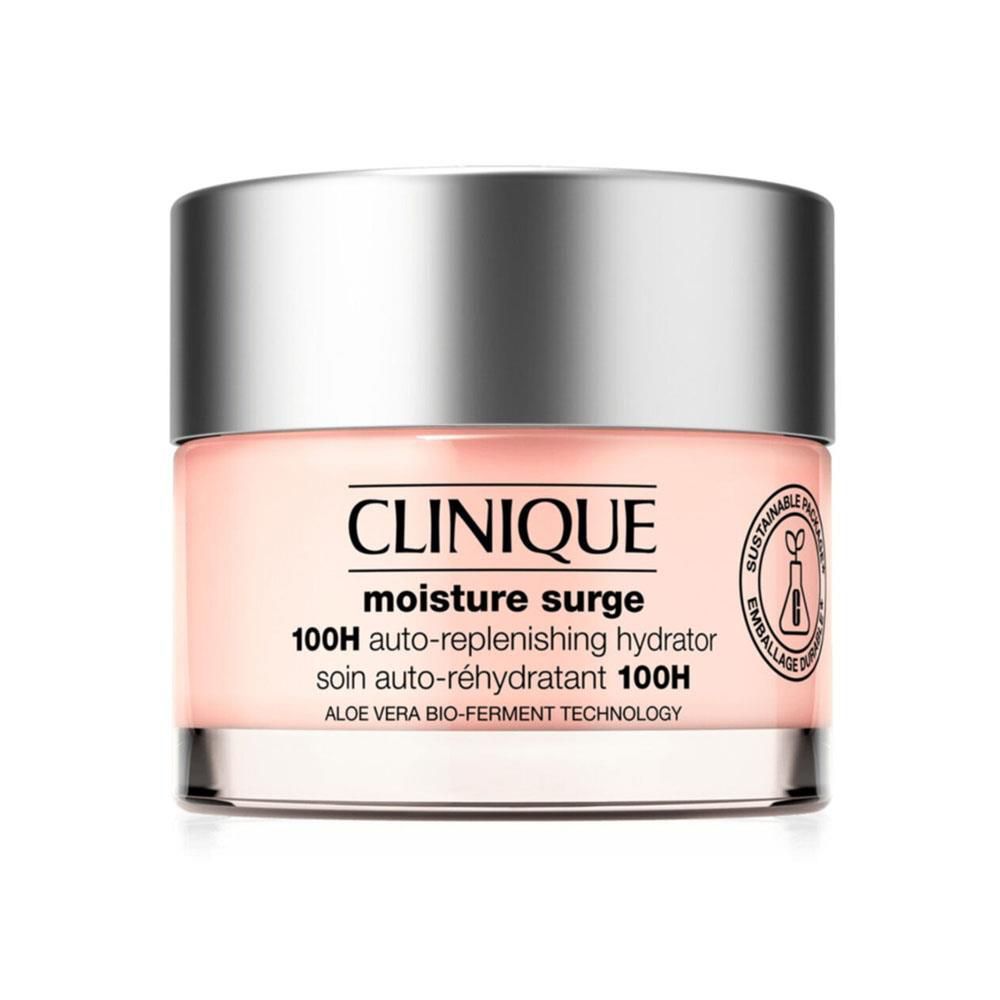 CLINIQUE
moisture surge
100H auto-replenishing hydrator
soin auto-réhydratant 100H
ALOE VERA BIO-FERMENT TECHNOLOGY
SUSTAINABLE PACKAGE*
EMBALLAGE DURABLE*
C